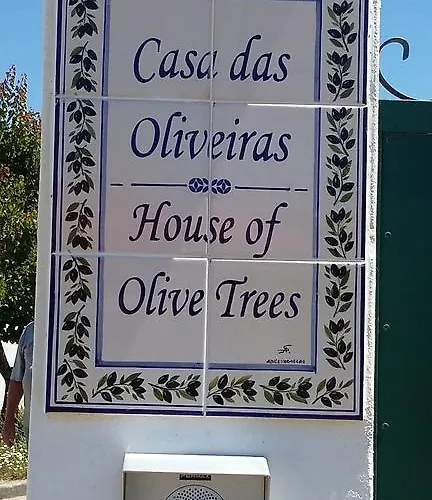 Casa das
Oliveiras
House of
Olive Trees